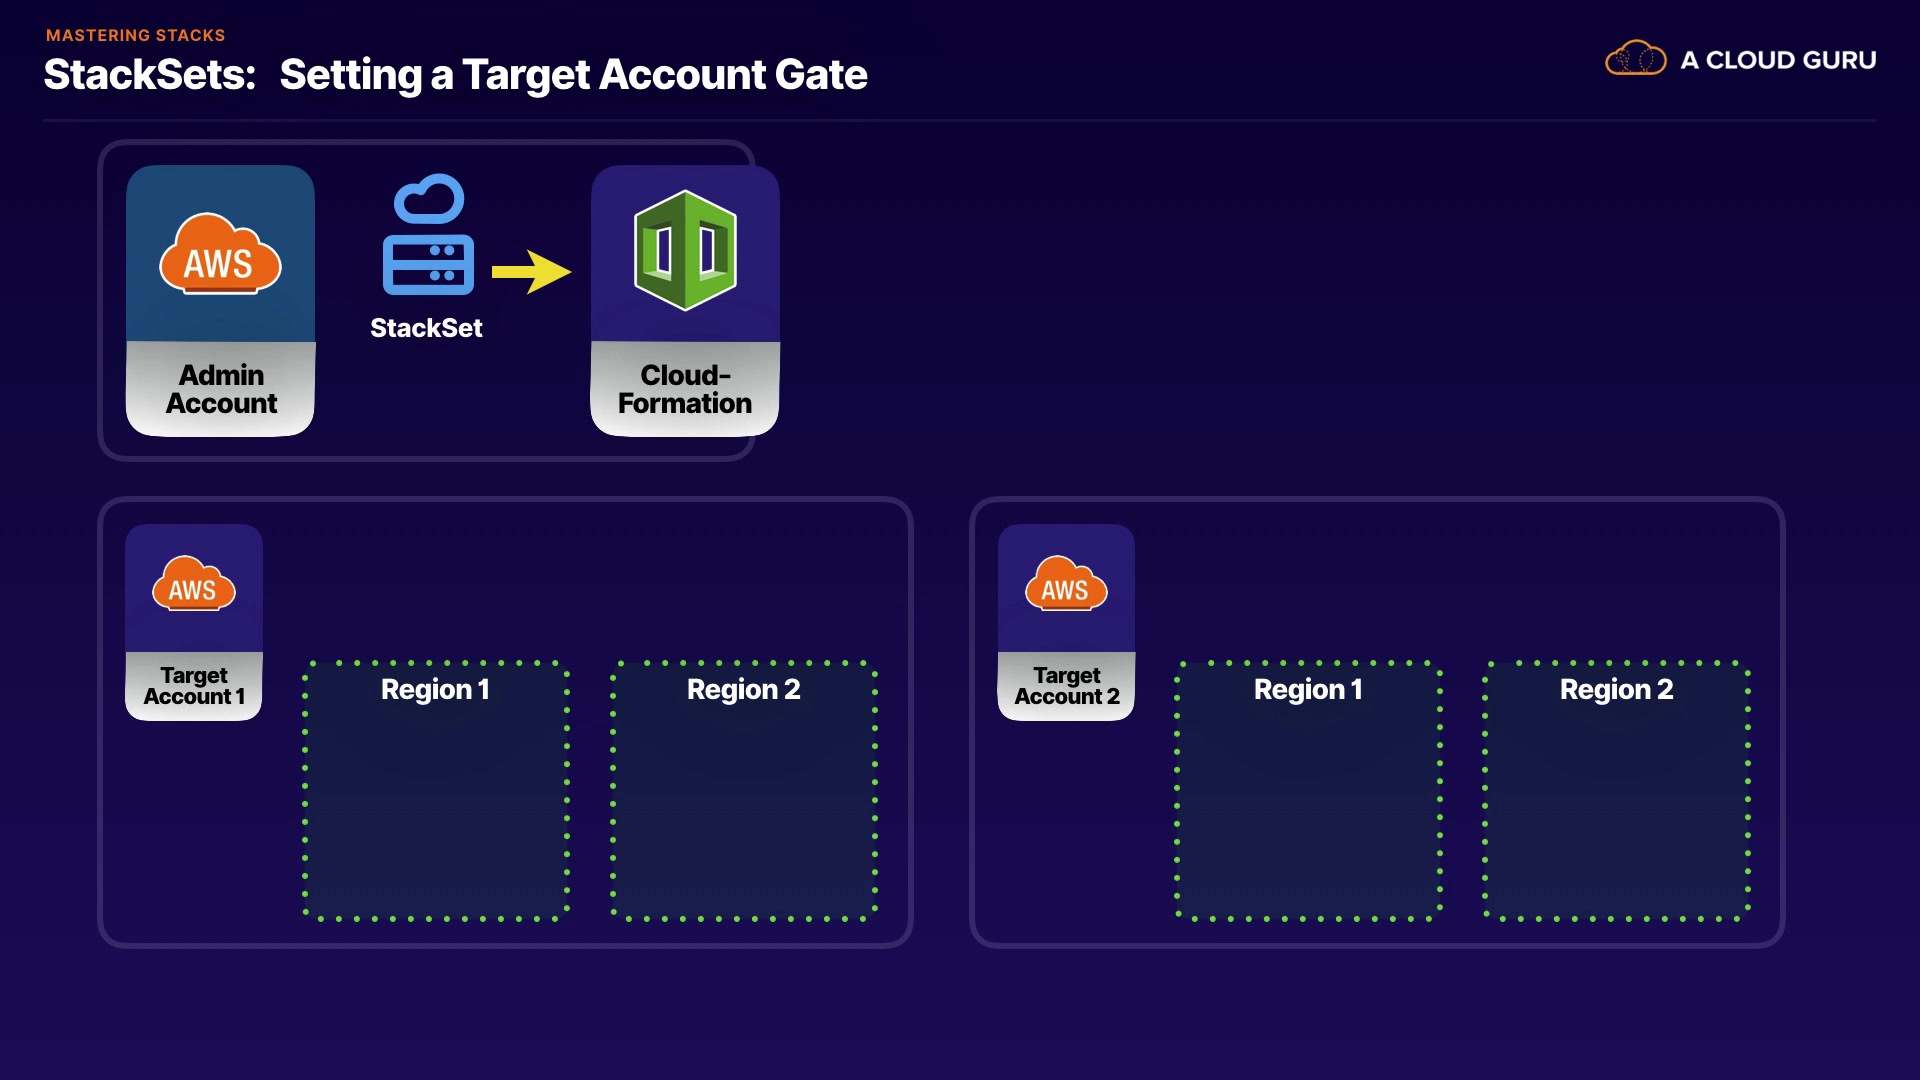 MASTERING STACKS
StackSets: Setting a Target Account Gate
A CLOUD GURU
AWS
Admin
Account
StackSet
Cloud-
Formation
AWS
Target
Account 1
Region 1
Region 2
AWS
Target
Account 2
Region 1
Region 2